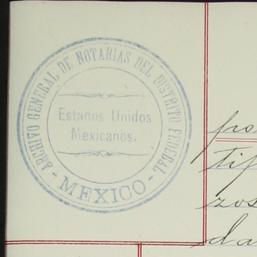 ARCHIVO GENERAL DE NOTARIAS DEL DISTRITO FEDERAL
Estados Unidos
Mexicanos.
- MEXICO -